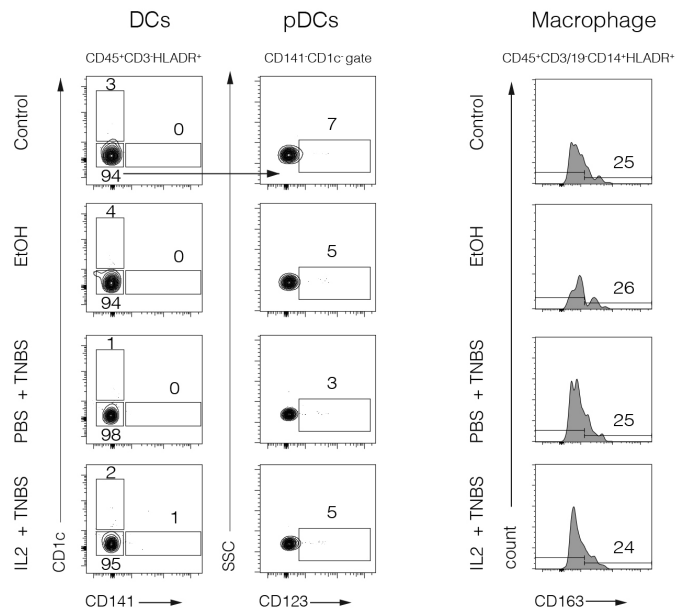 DCs pDCs Macrophage
CD45⁺CD3⁻HLADR⁺ CD141⁻CD1c⁻ gate CD45⁺CD3/19⁻CD14⁺HLADR⁺
Control
3
0
94
7
25
EtOH
4
0
94
5
26
PBS + TNBS
1
0
98
3
25
IL2 + TNBS
2
1
95
5
24
CD1c
SSC
count
CD141 CD123 CD163